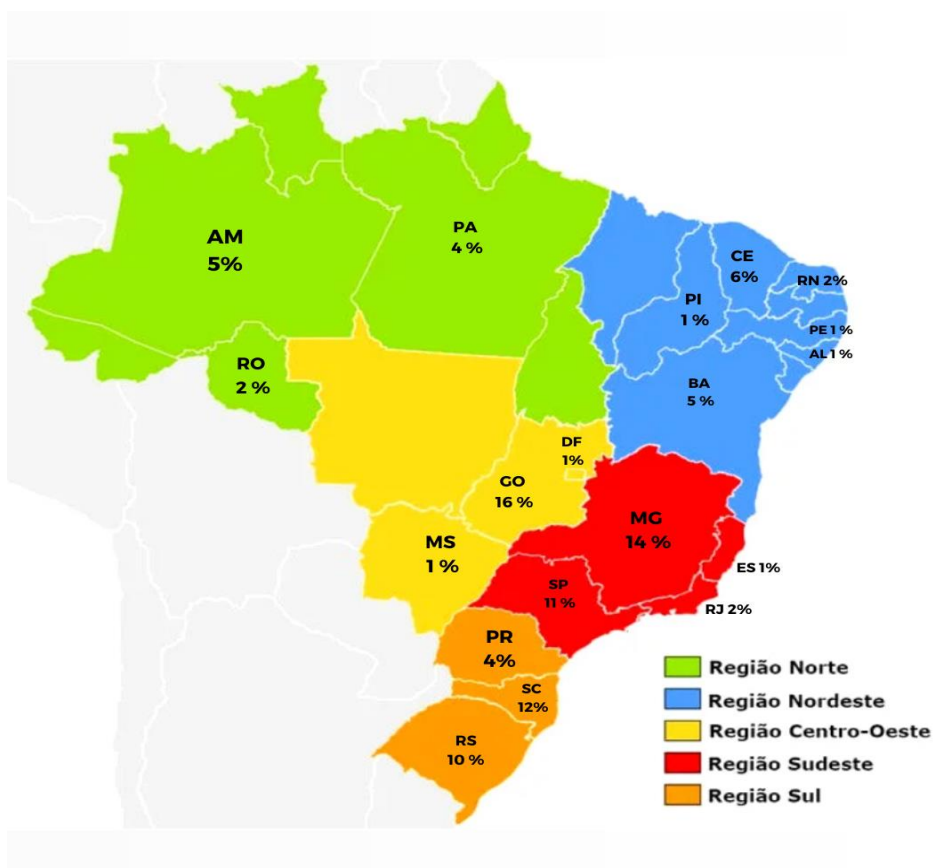 AM
5%
PA
4 %
CE
6%
RN 2%
PI
1 %
PE 1 %
AL 1 %
RO
2 %
BA
5 %
DF
1%
GO
16 %
MG
14 %
MS
1 %
ES 1%
SP
11 %
RJ 2%
PR
4%
SC
12%
RS
10 %
Região Norte
Região Nordeste
Região Centro-Oeste
Região Sudeste
Região Sul